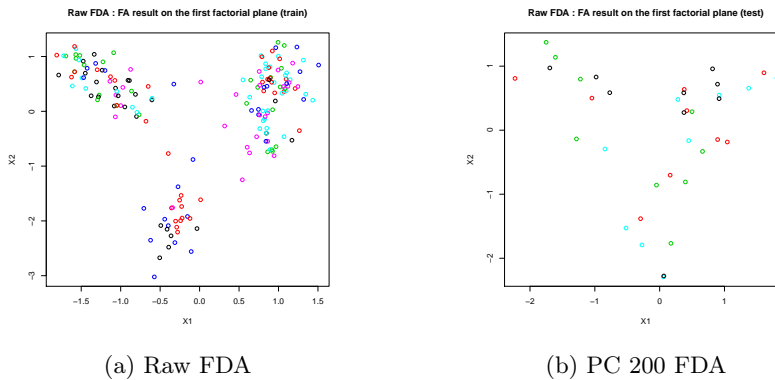 Raw FDA : FA result on the first factorial plane (train)
X2
1
0
−1
−2
−3
−1.5
−1.0
−0.5
0.0
0.5
1.0
1.5
X1
(a) Raw FDA
Raw FDA : FA result on the first factorial plane (test)
X2
1
0
−1
−2
−2
−1
0
1
X1
(b) PC 200 FDA